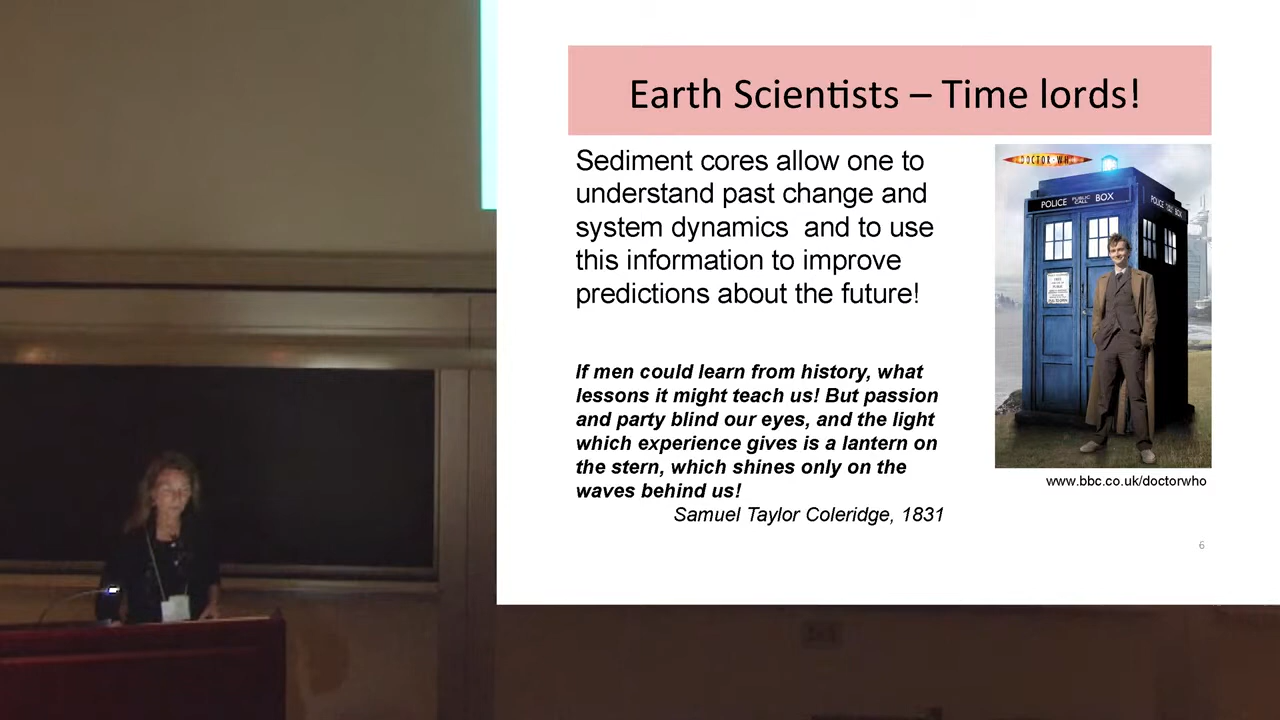 Earth Scientists – Time lords!
Sediment cores allow one to
understand past change and
system dynamics and to use
this information to improve
predictions about the future!
DOCTOR WHO
POLICE PUBLIC CALL BOX
POLICE BOX
If men could learn from history, what
lessons it might teach us! But passion
and party blind our eyes, and the light
which experience gives is a lantern on
the stern, which shines only on the
waves behind us!
Samuel Taylor Coleridge, 1831
www.bbc.co.uk/doctorwho
6